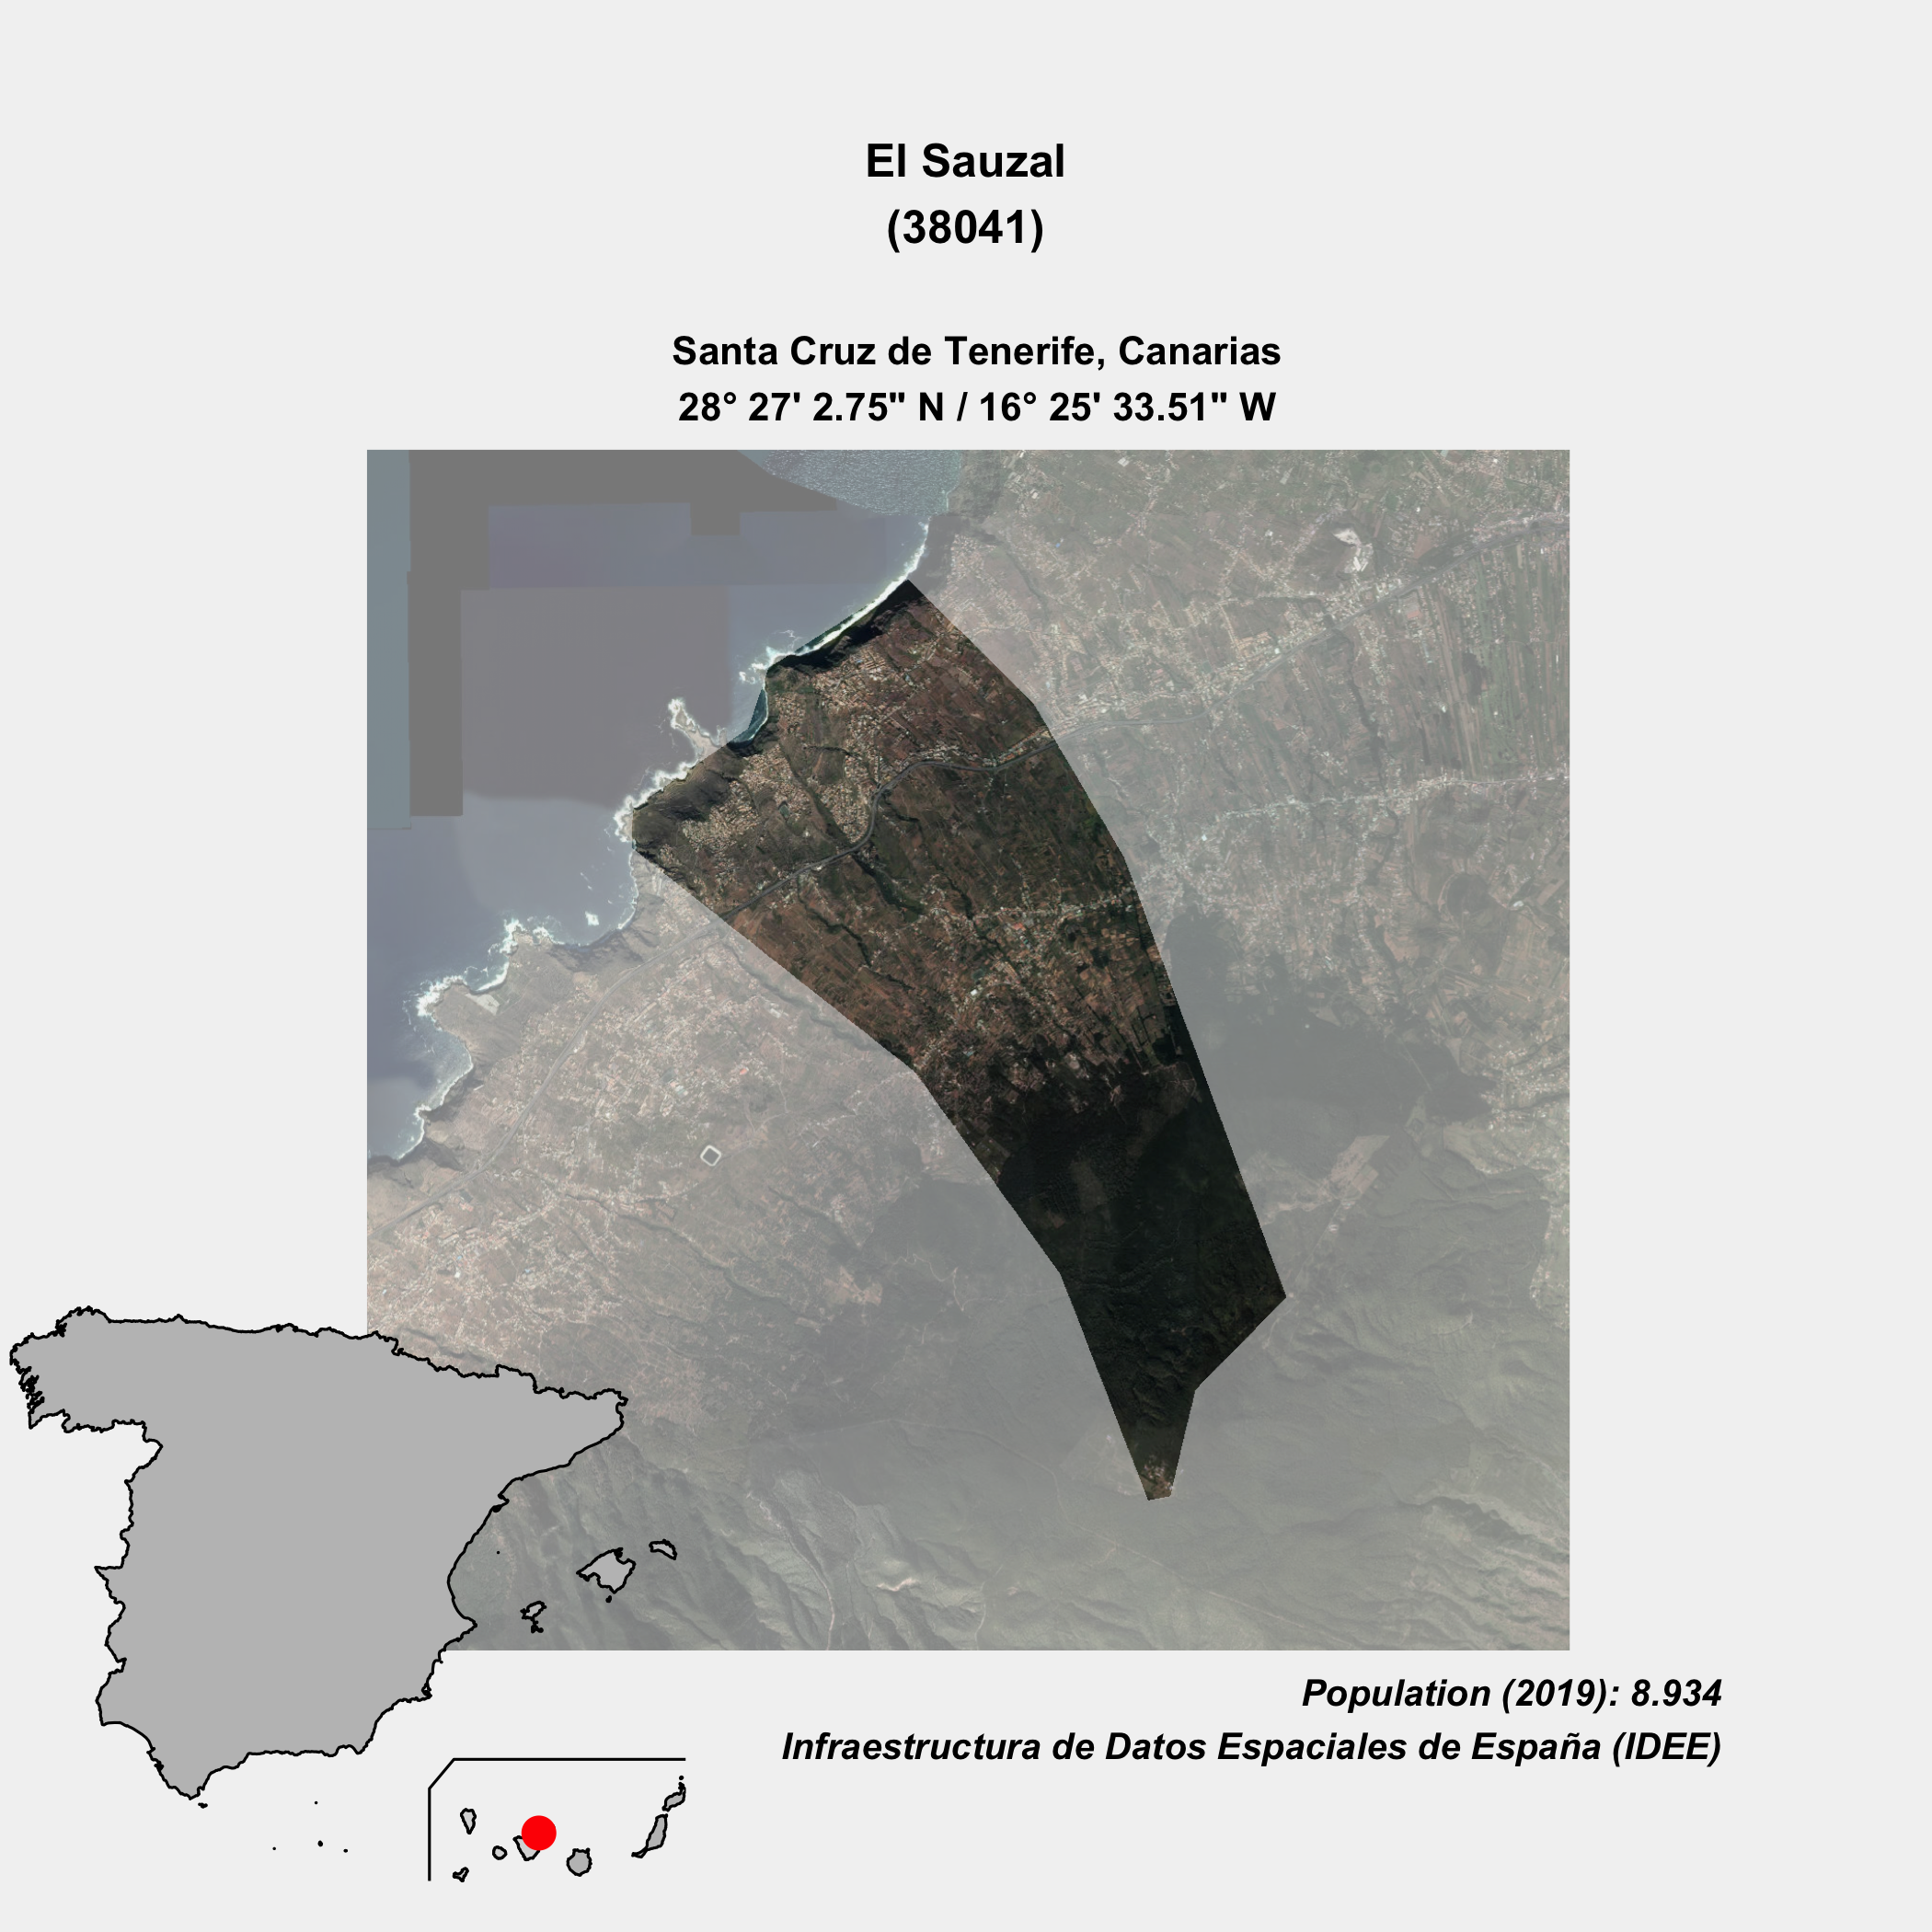 El Sauzal
(38041)
Santa Cruz de Tenerife, Canarias
28° 27' 2.75" N / 16° 25' 33.51" W
Population (2019): 8.934
Infraestructura de Datos Espaciales de España (IDEE)